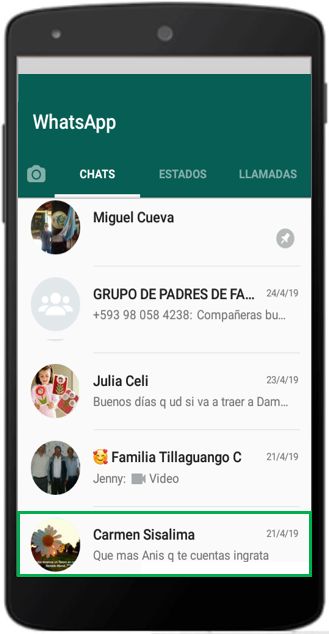 WhatsApp
CHATS ESTADOS LLAMADAS
Miguel Cueva
GRUPO DE PADRES DE FA... 24/4/19
+593 98 058 4238: Compañeras bu...
Julia Celi 23/4/19
Buenos días q ud si va a traer a Dam...
Familia Tillaguango C 21/4/19
Jenny: Video
Carmen Sisalima 21/4/19
Que mas Anis q te cuentas ingrata